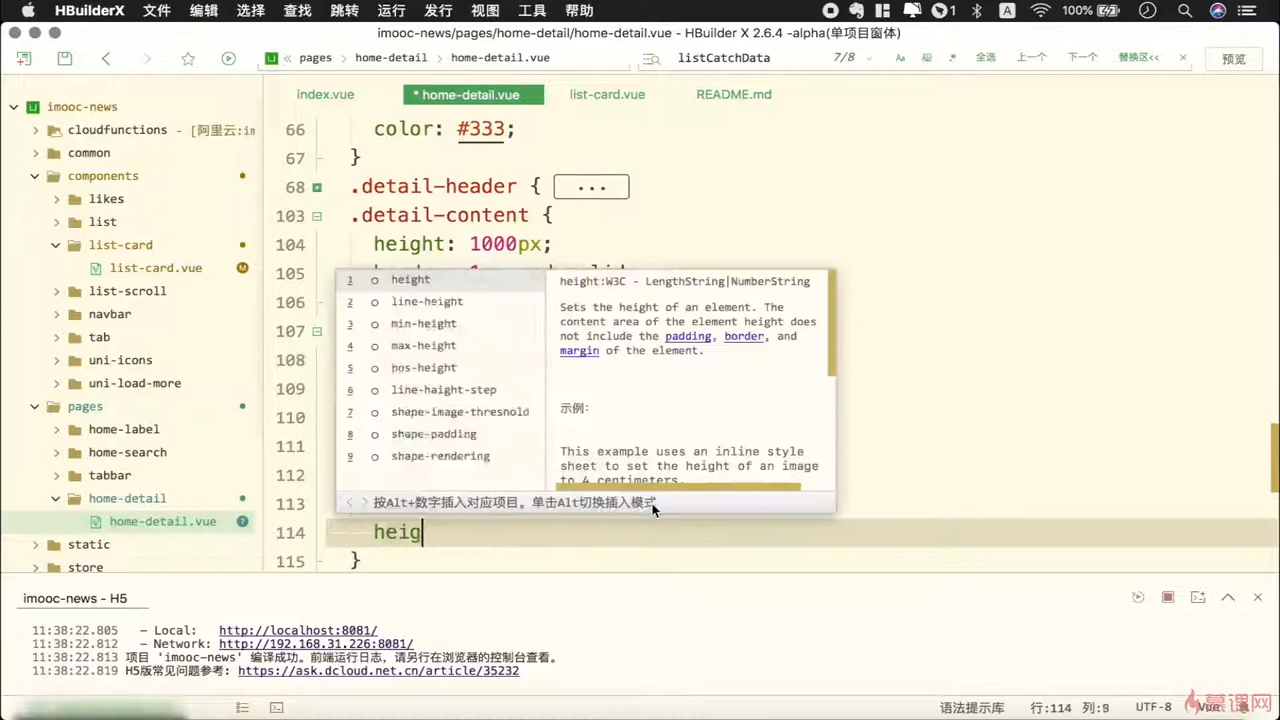 HBuilderX 文件 编辑 选择 查找 跳转 运行 发行 视图 工具 帮助 1 A 100%
imooc-news/pages/home-detail/home-detail.vue - HBuilder X 2.6.4 -alpha(单项目窗体)
« pages > home-detail > home-detail.vue listCatchData 7/8 Aa .* 全选 上一个 下一个 替换区<< 预览
index.vue * home-detail.vue list-card.vue README.md
imooc-news
cloudfunctions - [阿里云:im
common
components
likes
list
list-card
list-card.vue M
list-scroll
navbar
tab
uni-icons
uni-load-more
pages
home-label
home-search
tabbar
home-detail
home-detail.vue ?
static
store
66 color: #333;
67 }
68 .detail-header { ...
103 .detail-content {
104 height: 1000px;
105
106
107
108
109
110
111
112
113
114 heig
115 }
1 height
2 line-height
3 min-height
4 max-height
5 pos-height
6 line-haight-step
7 shape-image-threshold
8 shape-padding
9 shape-rendering
height:W3C - LengthString|NumberString
Sets the height of an element. The
content area of the element height does
not include the padding, border, and
margin of the element.
示例:
This example uses an inline style
sheet to set the height of an image
to 4 centimeters.
按Alt+数字插入对应项目。单击Alt切换插入模式
imooc-news - H5
11:38:22.805 - Local: http://localhost:8081/
11:38:22.812 - Network: http://192.168.31.226:8081/
11:38:22.813 项目 'imooc-news' 编译成功。前端运行日志，请另行在浏览器的控制台查看。
11:38:22.819 H5版常见问题参考: https://ask.dcloud.net.cn/article/35232
语法提示库 行:114 列:9 UTF-8 Vue
慕课网